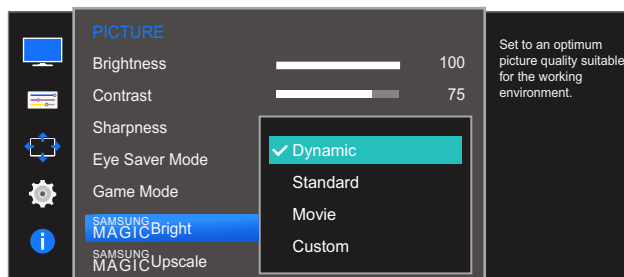 PICTURE
Brightness 100
Contrast 75
Sharpness
Eye Saver Mode
Game Mode
SAMSUNG
MAGICBright
SAMSUNG
MAGICUpscale
Dynamic
Standard
Movie
Custom
Set to an optimum
picture quality suitable
for the working
environment.